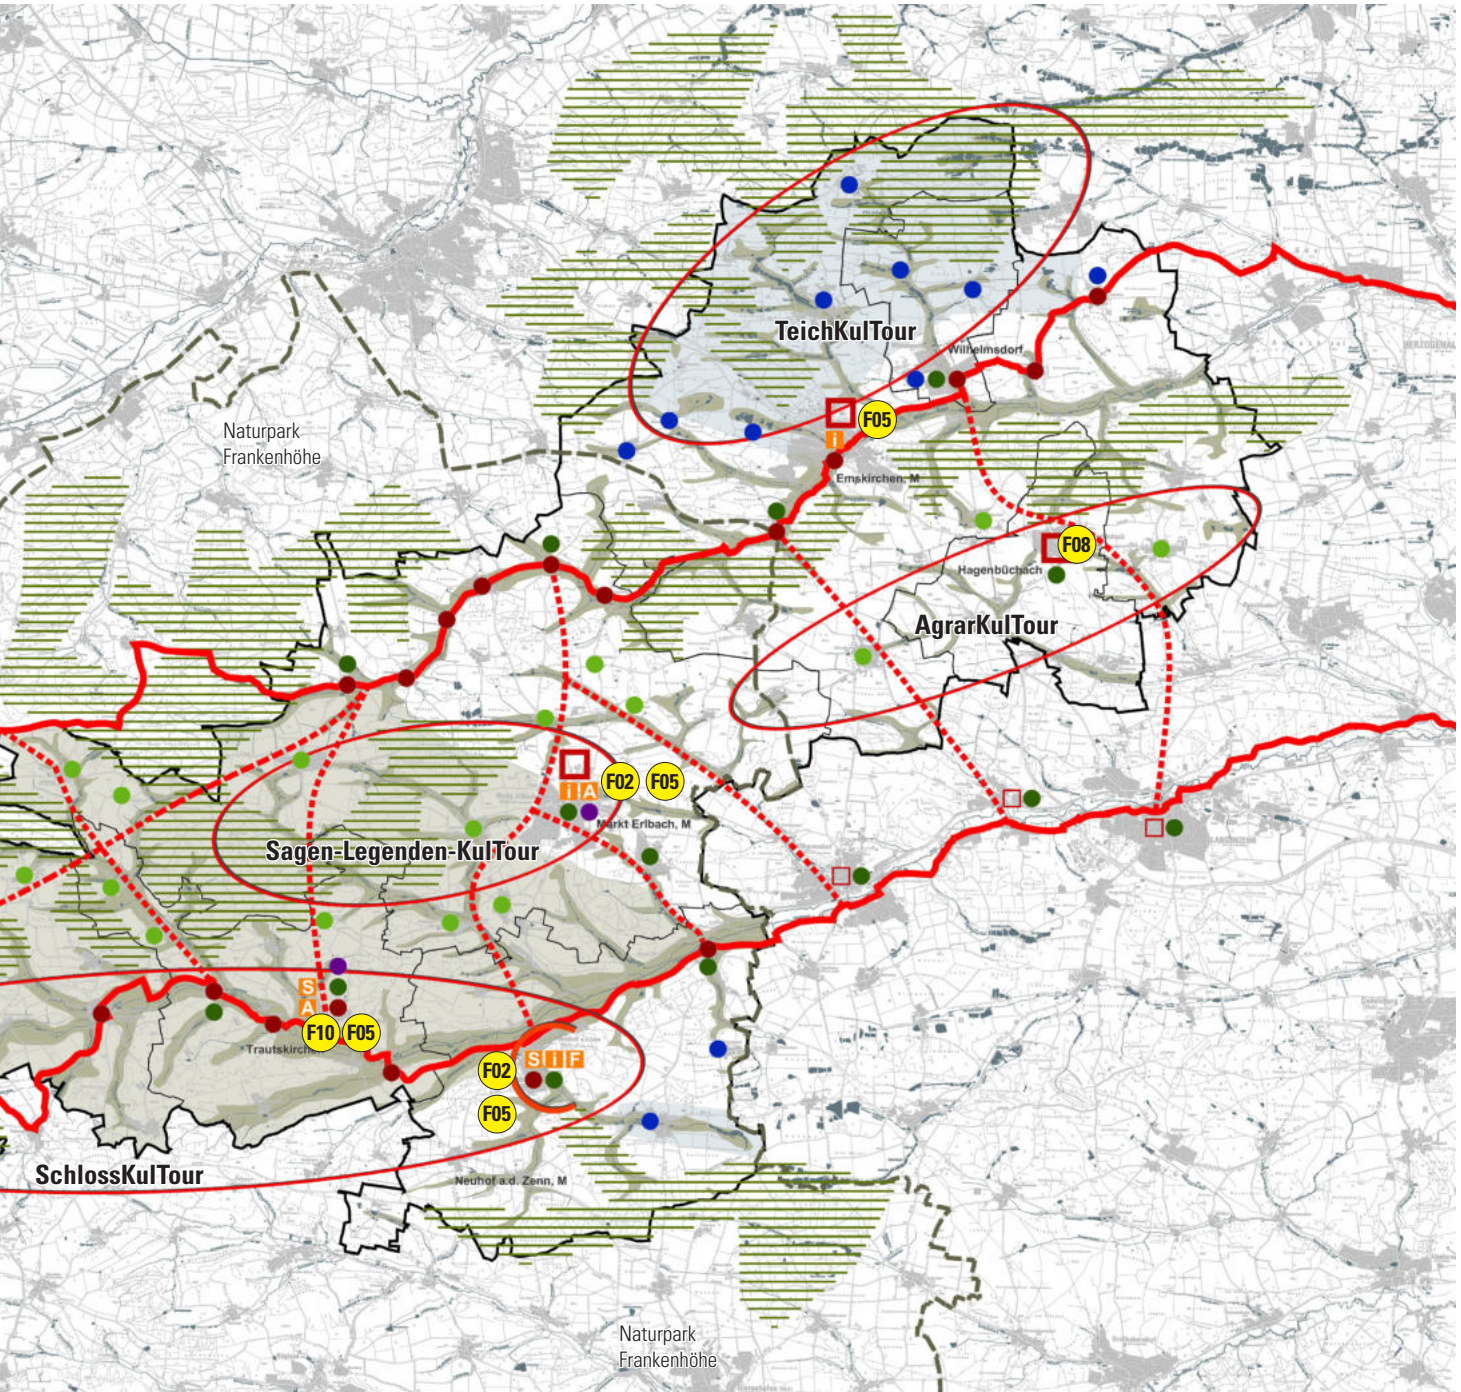 TeichKulTour
Wilhelmsdorf
F05
i
Emskirchen, M
Naturpark
Frankenhöhe
F08
Hagenbüchach
AgrarKulTour
F02
F05
i A
Markt Erlbach, M
Sagen-Legenden-KulTour
S
A
F10
F05
F02
S i F
F05
SchlossKulTour
Neuhof a.d. Zenn, M
Naturpark
Frankenhöhe